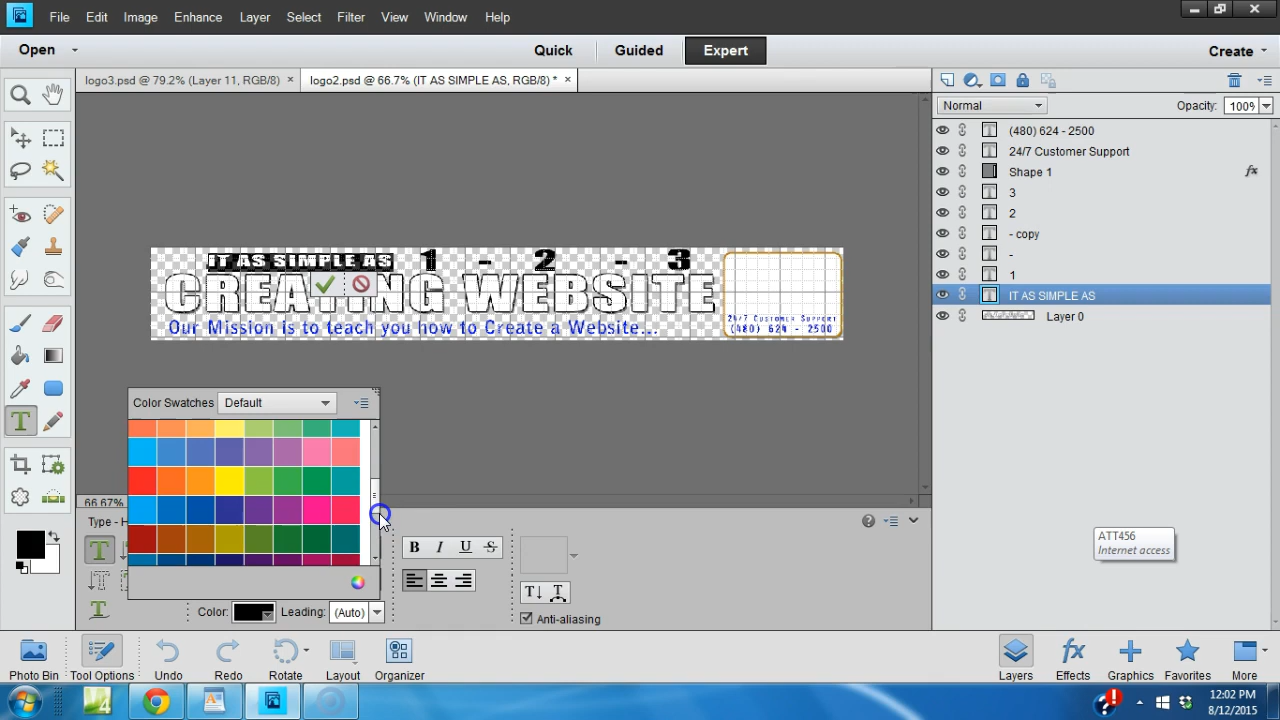 File Edit Image Enhance Layer Select Filter View Window Help
Open Quick Guided Expert Create
logo3.psd @ 79.2% (Layer 11, RGB/8) × logo2.psd @ 66.7% (IT AS SIMPLE AS, RGB/8) * ×
Normal Opacity: 100%
(480) 624 - 2500
24/7 Customer Support
Shape 1 fx
3
2
- copy
-
1
IT AS SIMPLE AS
Layer 0
IT AS SIMPLE AS 1 - 2 - 3
CREATING WEBSITE
Our Mission is to teach you how to Create a Website...
24/7 Customer Support
(480) 624 - 2500
Color Swatches Default
66.67%
Type - H
B I U S
Color: Leading: (Auto)
Anti-aliasing
ATT456
Internet access
Photo Bin Tool Options Undo Redo Rotate Layout Organizer
Layers Effects Graphics Favorites More
12:02 PM
8/12/2015